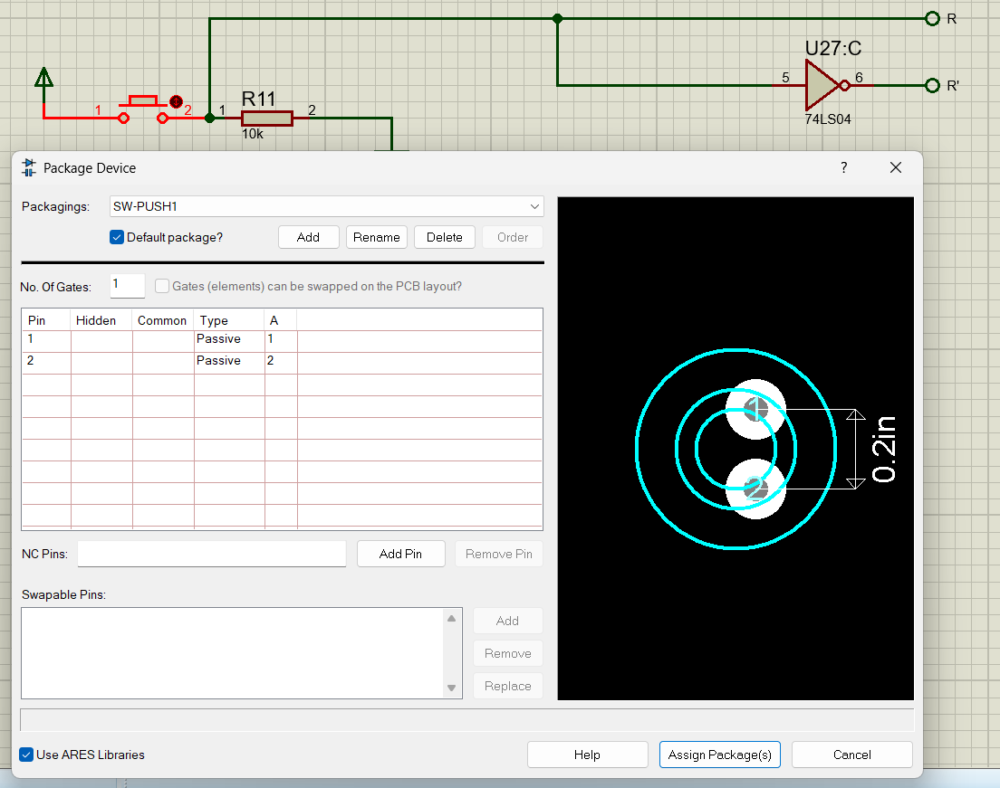 R
U27:C
5
6
R'
74LS04
1
2
1
R11
2
10k
Package Device
?
Packagings:
SW-PUSH1
Default package?
Add
Rename
Delete
Order
No. Of Gates:
1
Gates (elements) can be swapped on the PCB layout?
Pin Hidden Common Type A
1 Passive 1
2 Passive 2
NC Pins:
Add Pin
Remove Pin
Swapable Pins:
Add
Remove
Replace
1
2
0.2in
Use ARES Libraries
Help
Assign Package(s)
Cancel